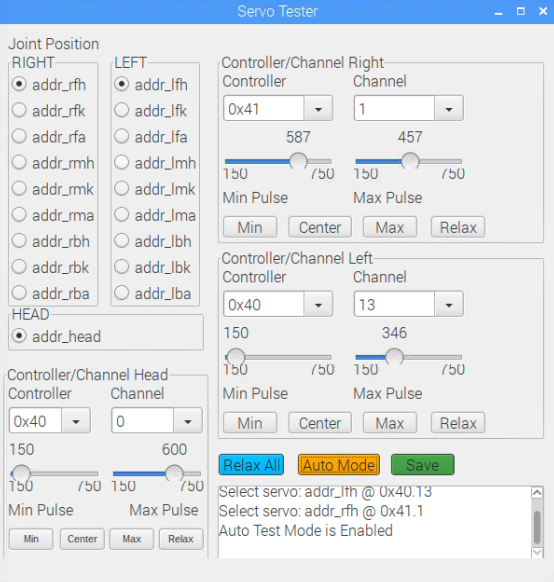 Servo Tester
Joint Position
RIGHT
addr_rfh
addr_rfk
addr_rfa
addr_rmh
addr_rmk
addr_rma
addr_rbh
addr_rbk
addr_rba
LEFT
addr_lfh
addr_lfk
addr_lfa
addr_lmh
addr_lmk
addr_lma
addr_lbh
addr_lbk
addr_lba
HEAD
addr_head
Controller/Channel Head
Controller Channel
0x40 0
150 600
150 750 150 750
Min Pulse Max Pulse
Min Center Max Relax
Controller/Channel Right
Controller Channel
0x41 1
587 457
150 750 150 750
Min Pulse Max Pulse
Min Center Max Relax
Controller/Channel Left
Controller Channel
0x40 13
150 346
150 750 150 750
Min Pulse Max Pulse
Min Center Max Relax
Relax All Auto Mode Save
Select servo: addr_lfh @ 0x40.13
Select servo: addr_rfh @ 0x41.1
Auto Test Mode is Enabled